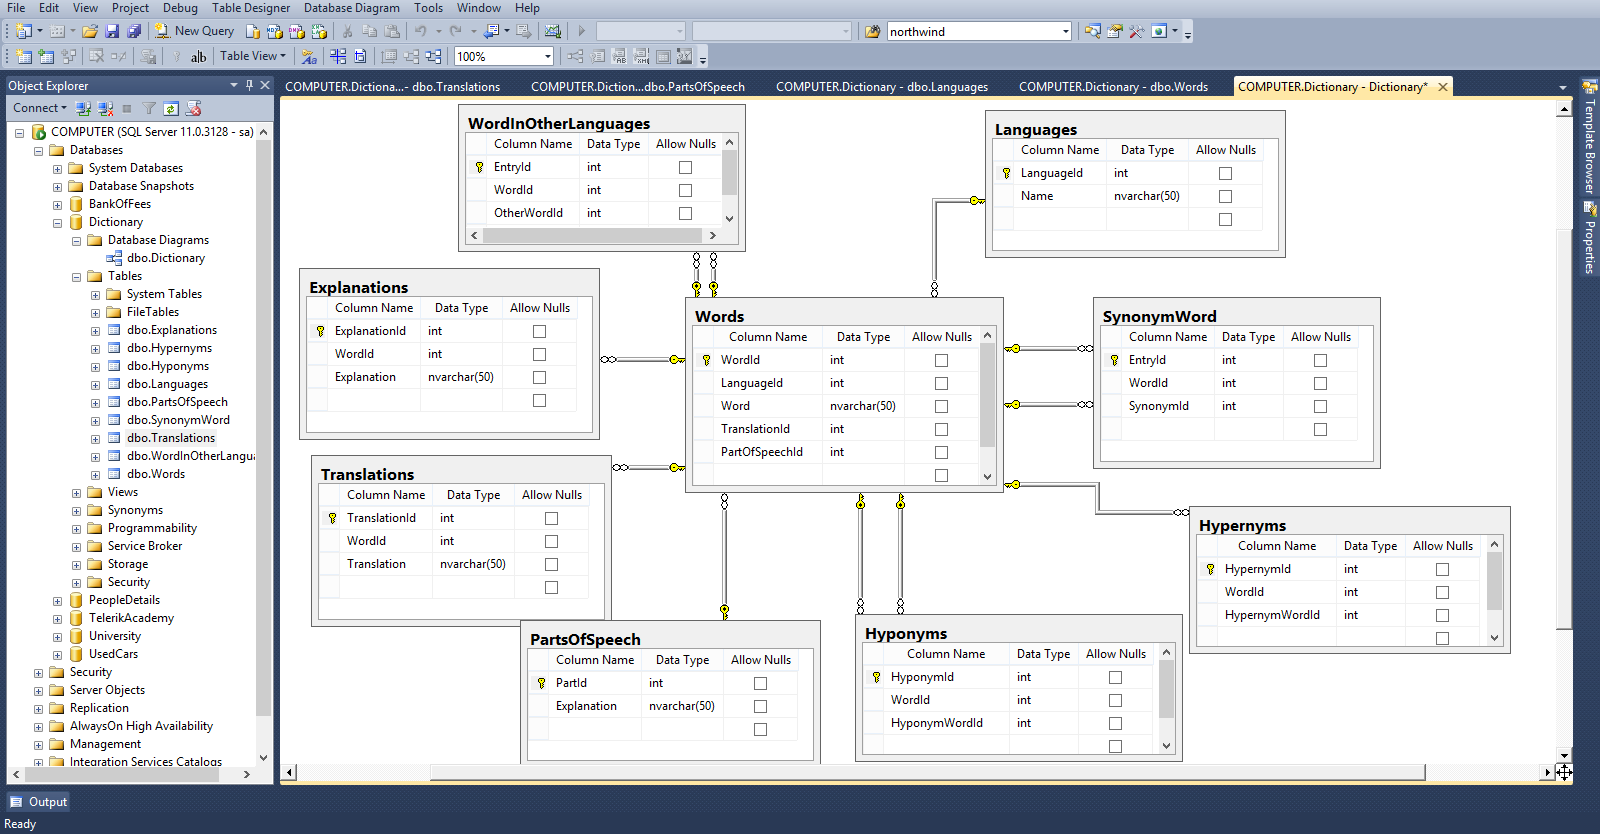 File Edit View Project Debug Table Designer Database Diagram Tools Window Help
New Query northwind
Table View 100%
Object Explorer
Connect
COMPUTER (SQL Server 11.0.3128 - sa)
Databases
System Databases
Database Snapshots
BankOfFees
Dictionary
Database Diagrams
dbo.Dictionary
Tables
System Tables
FileTables
dbo.Explanations
dbo.Hypernyms
dbo.Hyponyms
dbo.Languages
dbo.PartsOfSpeech
dbo.SynonymWord
dbo.Translations
dbo.WordInOtherLangu
dbo.Words
Views
Synonyms
Programmability
Service Broker
Storage
Security
PeopleDetails
TelerikAcademy
University
UsedCars
Security
Server Objects
Replication
AlwaysOn High Availability
Management
Integration Services Catalogs
COMPUTER.Dictiona...- dbo.Translations COMPUTER.Diction...dbo.PartsOfSpeech COMPUTER.Dictionary - dbo.Languages COMPUTER.Dictionary - dbo.Words COMPUTER.Dictionary - Dictionary*
WordInOtherLanguages
Column Name Data Type Allow Nulls
EntryId int
WordId int
OtherWordId int
Languages
Column Name Data Type Allow Nulls
LanguageId int
Name nvarchar(50)
Explanations
Column Name Data Type Allow Nulls
ExplanationId int
WordId int
Explanation nvarchar(50)
Words
Column Name Data Type Allow Nulls
WordId int
LanguageId int
Word nvarchar(50)
TranslationId int
PartOfSpeechId int
SynonymWord
Column Name Data Type Allow Nulls
EntryId int
WordId int
SynonymId int
Translations
Column Name Data Type Allow Nulls
TranslationId int
WordId int
Translation nvarchar(50)
Hypernyms
Column Name Data Type Allow Nulls
HypernymId int
WordId int
HypernymWordId int
PartsOfSpeech
Column Name Data Type Allow Nulls
PartId int
Explanation nvarchar(50)
Hyponyms
Column Name Data Type Allow Nulls
HyponymId int
WordId int
HyponymWordId int
Template Browser
Properties
Output
Ready